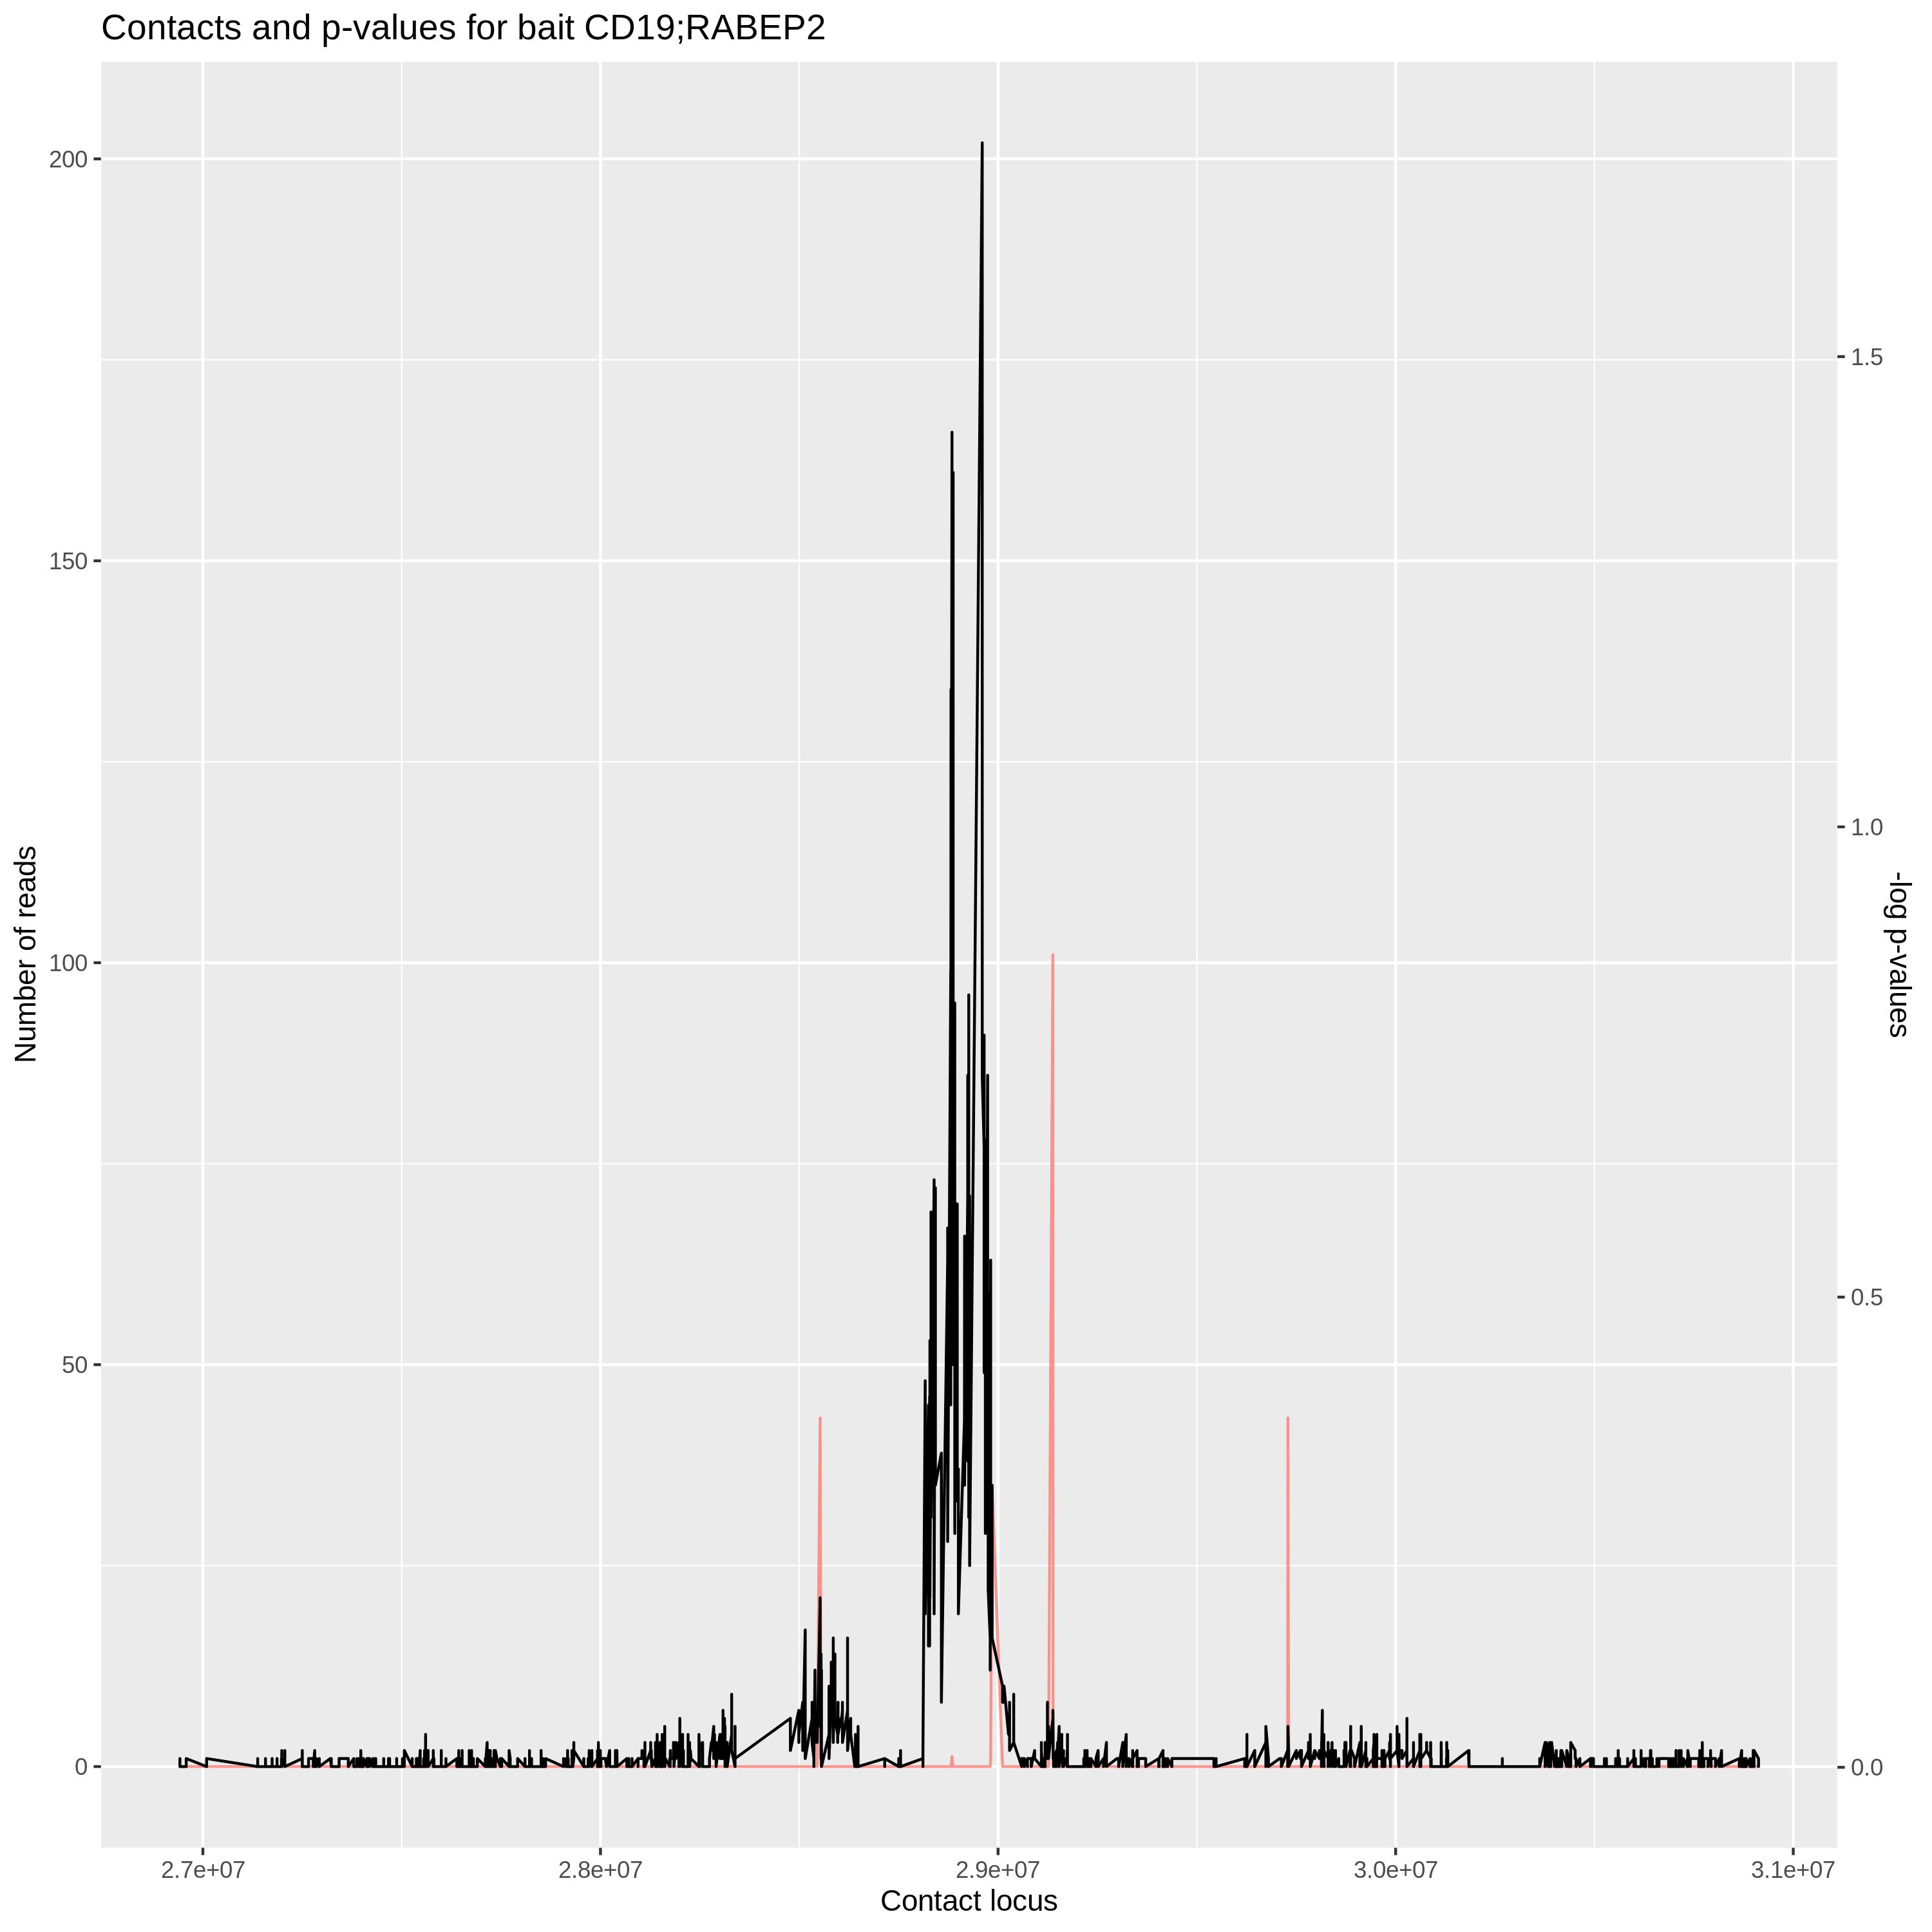 Contacts and p-values for bait CD19;RABEP2
200
150
100
50
0
Number of reads
1.5
1.0
0.5
0.0
-log p-values
2.7e+07
2.8e+07
2.9e+07
3.0e+07
3.1e+07
Contact locus